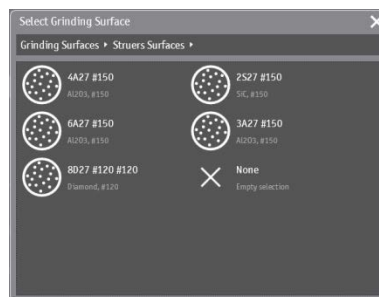 Select Grinding Surface
Grinding Surfaces ▸ Struers Surfaces ▸
4A27 #150
Al2O3, #150
2S27 #150
SiC, #150
6A27 #150
Al2O3, #150
3A27 #150
Al2O3, #150
8D27 #120 #120
Diamond, #120
None
Empty selection